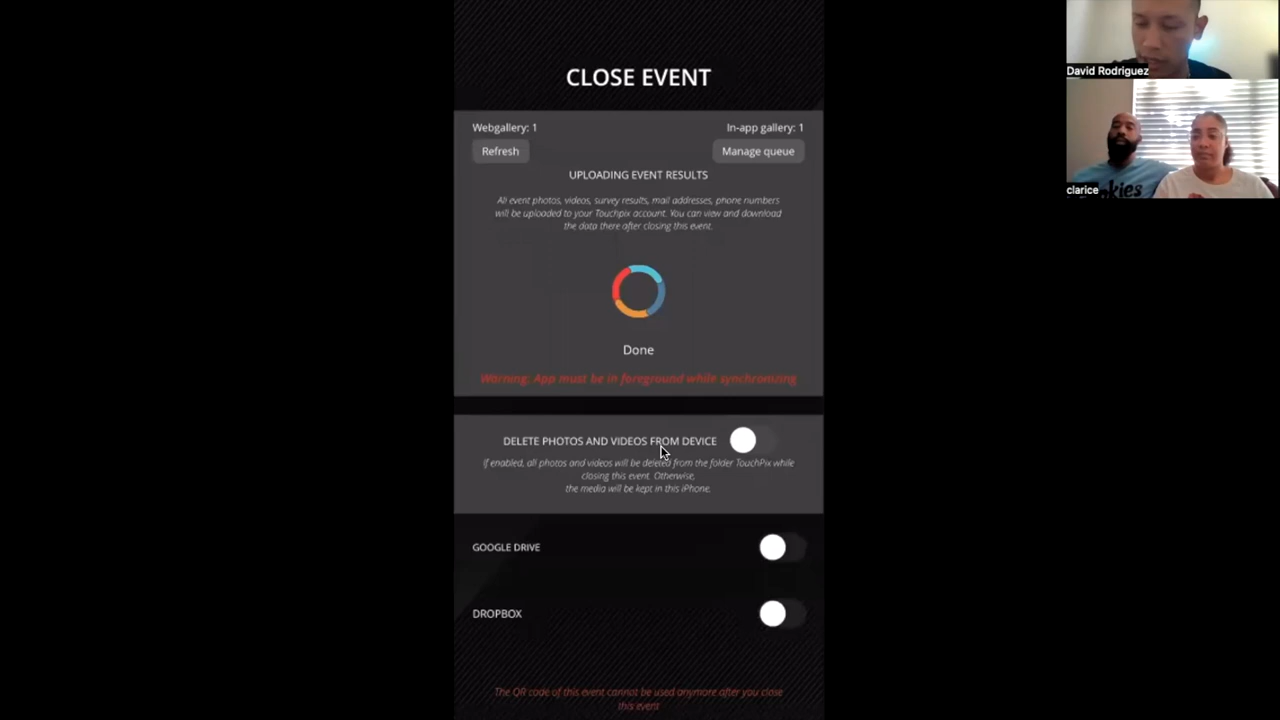 CLOSE EVENT
Webgallery: 1
In-app gallery: 1
Refresh
Manage queue
UPLOADING EVENT RESULTS
All event photos, videos, survey results, mail addresses, phone numbers
will be uploaded to your Touchpix account. You can view and download
the data there after closing this event.
Done
Warning: App must be in foreground while synchronizing
DELETE PHOTOS AND VIDEOS FROM DEVICE
If enabled, all photos and videos will be deleted from the folder TouchPix while
closing this event. Otherwise,
the media will be kept in this iPhone.
GOOGLE DRIVE
DROPBOX
The QR code of this event cannot be used anymore after you close
this event
David Rodriguez
clarice